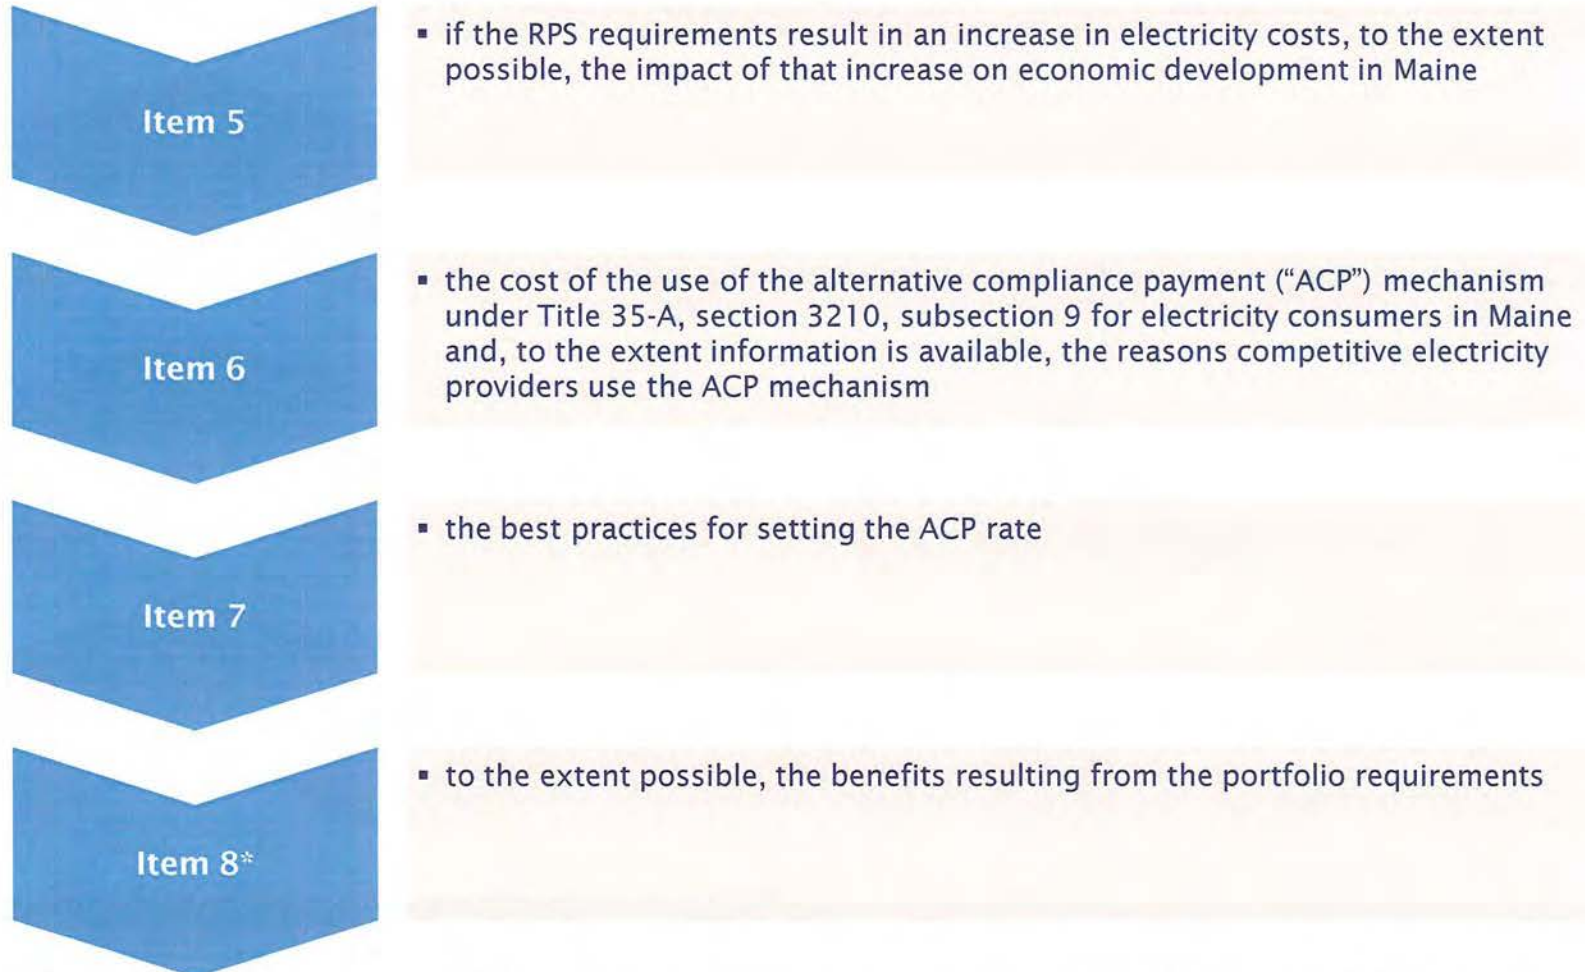 Item 5
▪ if the RPS requirements result in an increase in electricity costs, to the extent
possible, the impact of that increase on economic development in Maine
Item 6
▪ the cost of the use of the alternative compliance payment (“ACP”) mechanism
under Title 35-A, section 3210, subsection 9 for electricity consumers in Maine
and, to the extent information is available, the reasons competitive electricity
providers use the ACP mechanism
Item 7
▪ the best practices for setting the ACP rate
Item 8*
▪ to the extent possible, the benefits resulting from the portfolio requirements